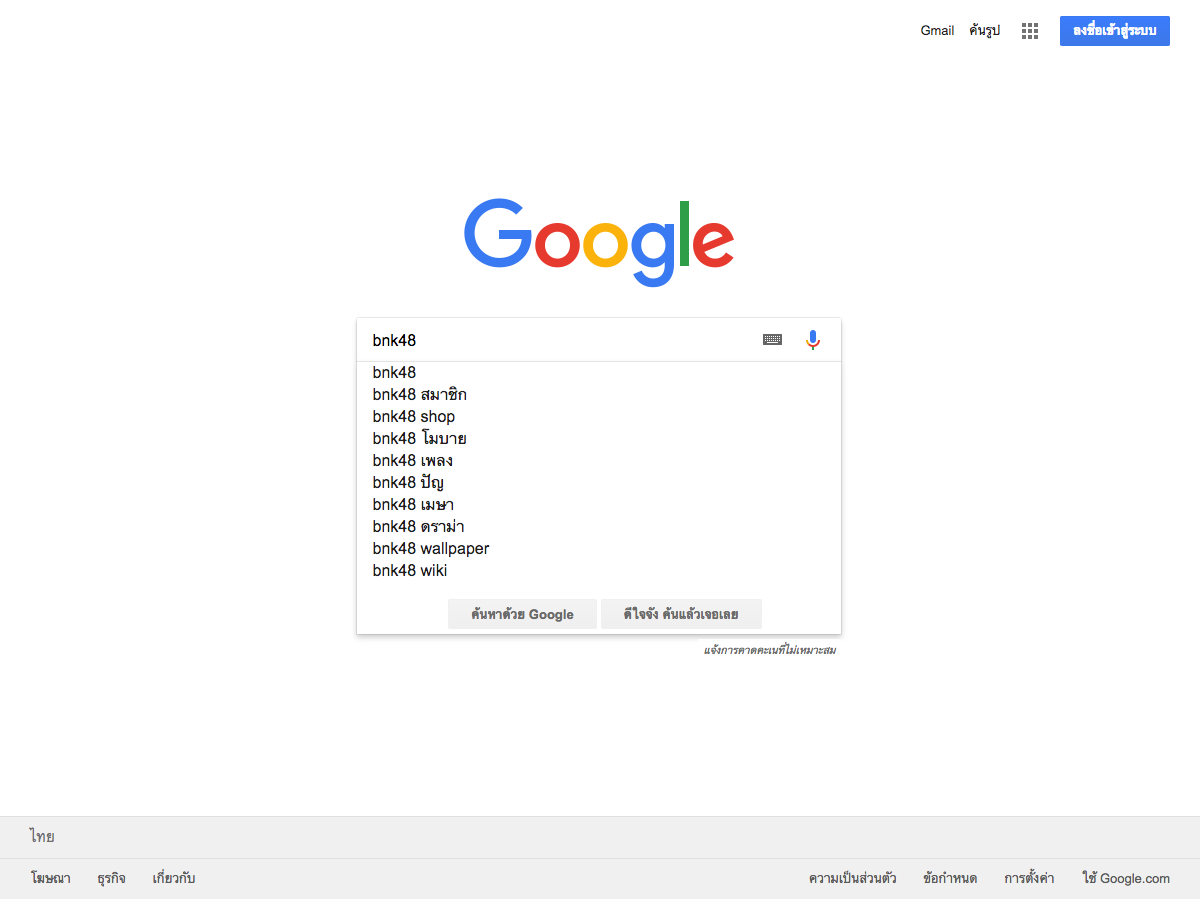 Gmail ค้นรูป ลงชื่อเข้าสู่ระบบ
Google
bnk48
bnk48
bnk48 สมาชิก
bnk48 shop
bnk48 โมบาย
bnk48 เพลง
bnk48 ปัญ
bnk48 เมษา
bnk48 ดราม่า
bnk48 wallpaper
bnk48 wiki
ค้นหาด้วย Google ดีใจจัง ค้นแล้วเจอเลย
แจ้งการคาดคะเนที่ไม่เหมาะสม
ไทย
โฆษณา ธุรกิจ เกี่ยวกับ ความเป็นส่วนตัว ข้อกำหนด การตั้งค่า ใช้ Google.com